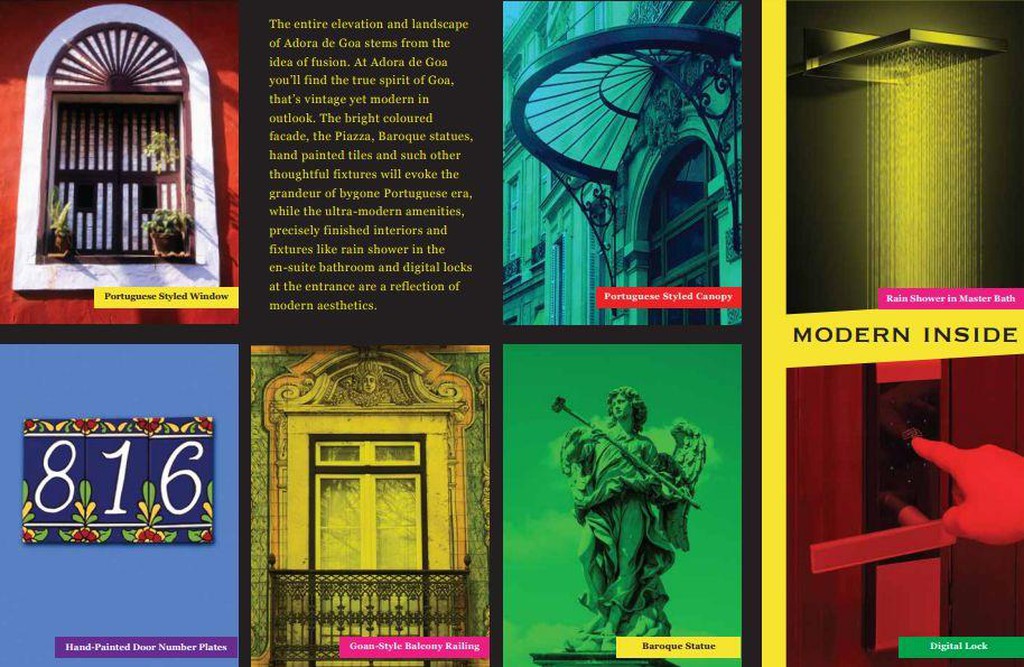 The entire elevation and landscape
of Adora de Goa stems from the
idea of fusion. At Adora de Goa
you'll find the true spirit of Goa,
that's vintage yet modern in
outlook. The bright coloured
facade, the Piazza, Baroque statues,
hand painted tiles and such other
thoughtful fixtures will evoke the
grandeur of bygone Portuguese era,
while the ultra-modern amenities,
precisely finished interiors and
fixtures like rain shower in the
en-suite bathroom and digital locks
at the entrance are a reflection of
modern aesthetics.
Portuguese Styled Window
Portuguese Styled Canopy
Rain Shower in Master Bath
MODERN INSIDE
816
Hand-Painted Door Number Plates
Goan-Style Balcony Railing
Baroque Statue
Digital Lock